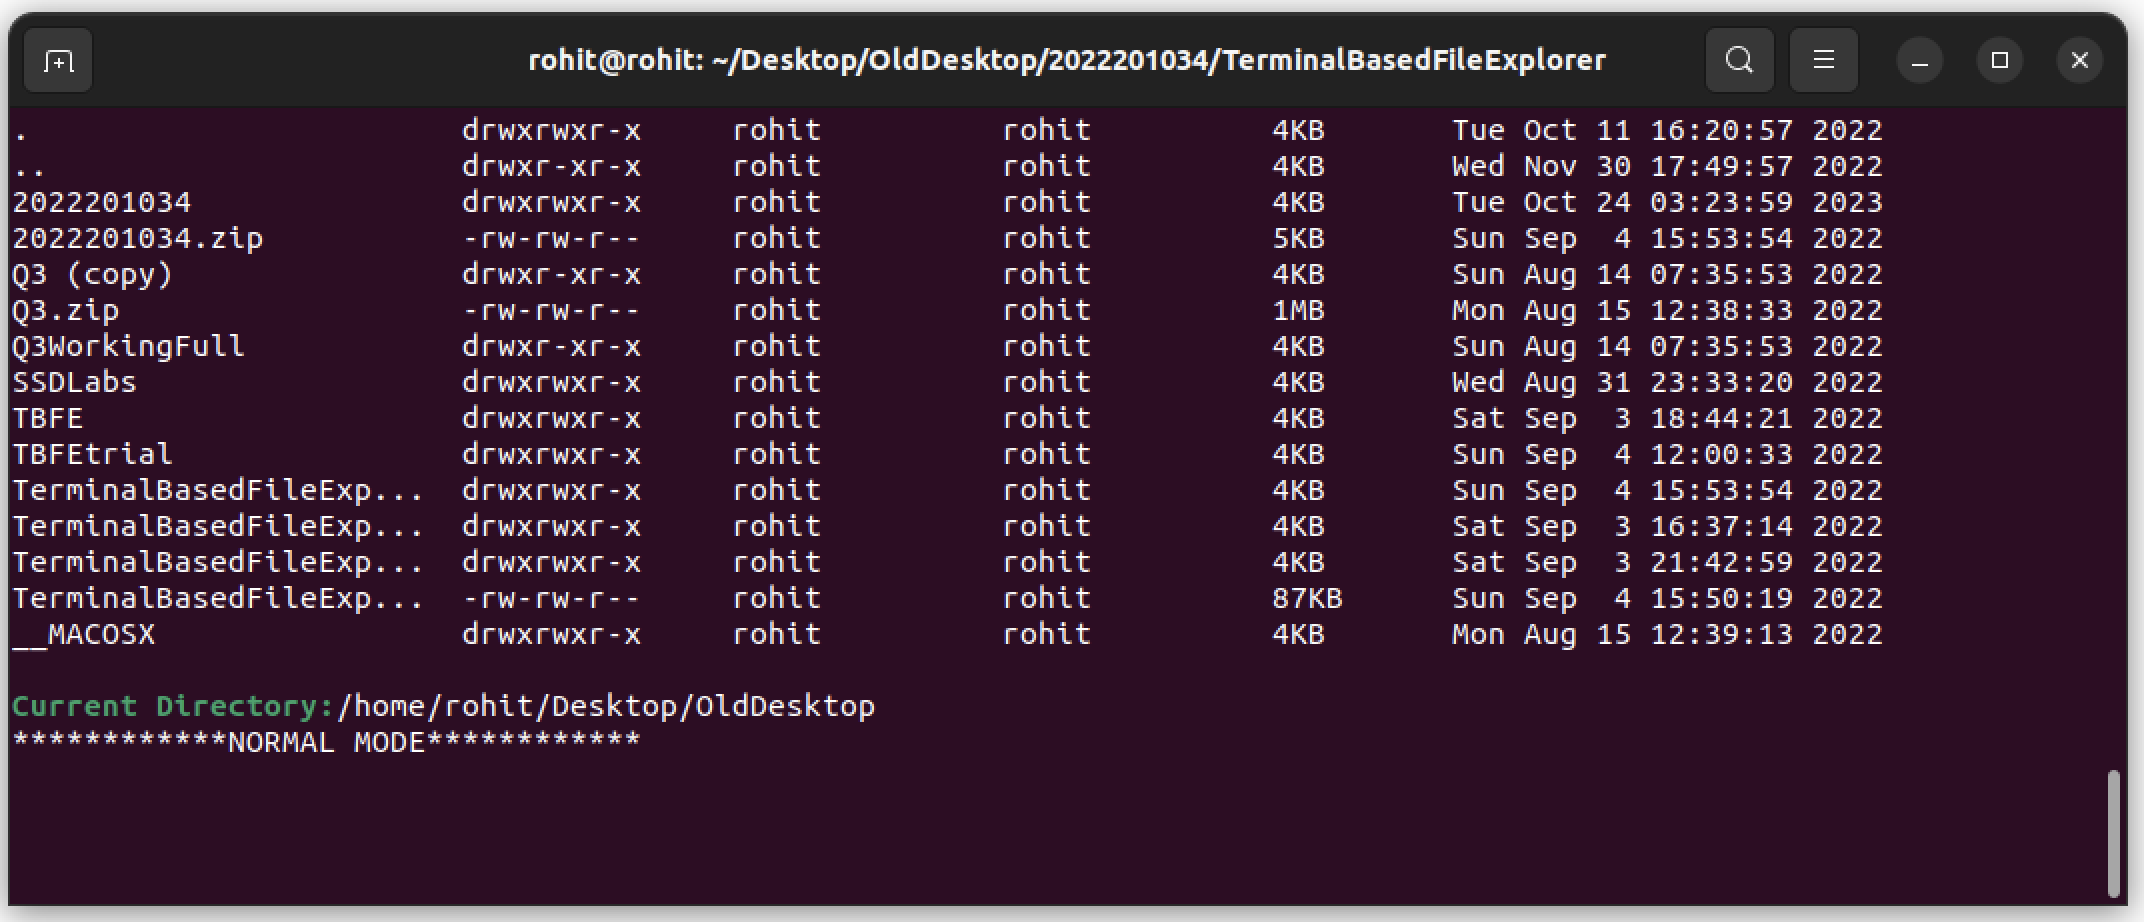 rohit@rohit: ~/Desktop/OldDesktop/2022201034/TerminalBasedFileExplorer
. drwxrwxr-x rohit rohit 4KB Tue Oct 11 16:20:57 2022
.. drwxr-xr-x rohit rohit 4KB Wed Nov 30 17:49:57 2022
2022201034 drwxrwxr-x rohit rohit 4KB Tue Oct 24 03:23:59 2023
2022201034.zip -rw-rw-r-- rohit rohit 5KB Sun Sep  4 15:53:54 2022
Q3 (copy) drwxr-xr-x rohit rohit 4KB Sun Aug 14 07:35:53 2022
Q3.zip -rw-rw-r-- rohit rohit 1MB Mon Aug 15 12:38:33 2022
Q3WorkingFull drwxr-xr-x rohit rohit 4KB Sun Aug 14 07:35:53 2022
SSDLabs drwxrwxr-x rohit rohit 4KB Wed Aug 31 23:33:20 2022
TBFE drwxrwxr-x rohit rohit 4KB Sat Sep  3 18:44:21 2022
TBFEtrial drwxrwxr-x rohit rohit 4KB Sun Sep  4 12:00:33 2022
TerminalBasedFileExp... drwxrwxr-x rohit rohit 4KB Sun Sep  4 15:53:54 2022
TerminalBasedFileExp... drwxrwxr-x rohit rohit 4KB Sat Sep  3 16:37:14 2022
TerminalBasedFileExp... drwxrwxr-x rohit rohit 4KB Sat Sep  3 21:42:59 2022
TerminalBasedFileExp... -rw-rw-r-- rohit rohit 87KB Sun Sep  4 15:50:19 2022
__MACOSX drwxrwxr-x rohit rohit 4KB Mon Aug 15 12:39:13 2022
Current Directory:/home/rohit/Desktop/OldDesktop
************NORMAL MODE************